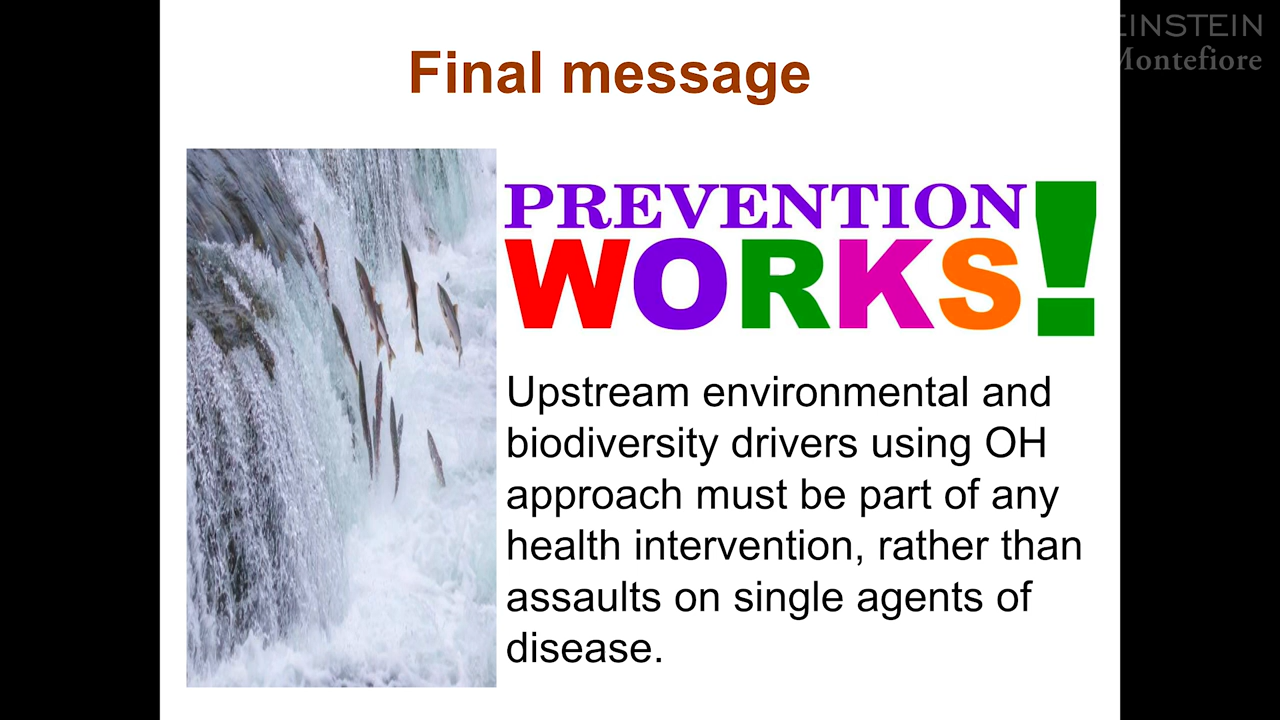 EINSTEIN
Montefiore
Final message
PREVENTION
WORKS!
Upstream environmental and
biodiversity drivers using OH
approach must be part of any
health intervention, rather than
assaults on single agents of
disease.